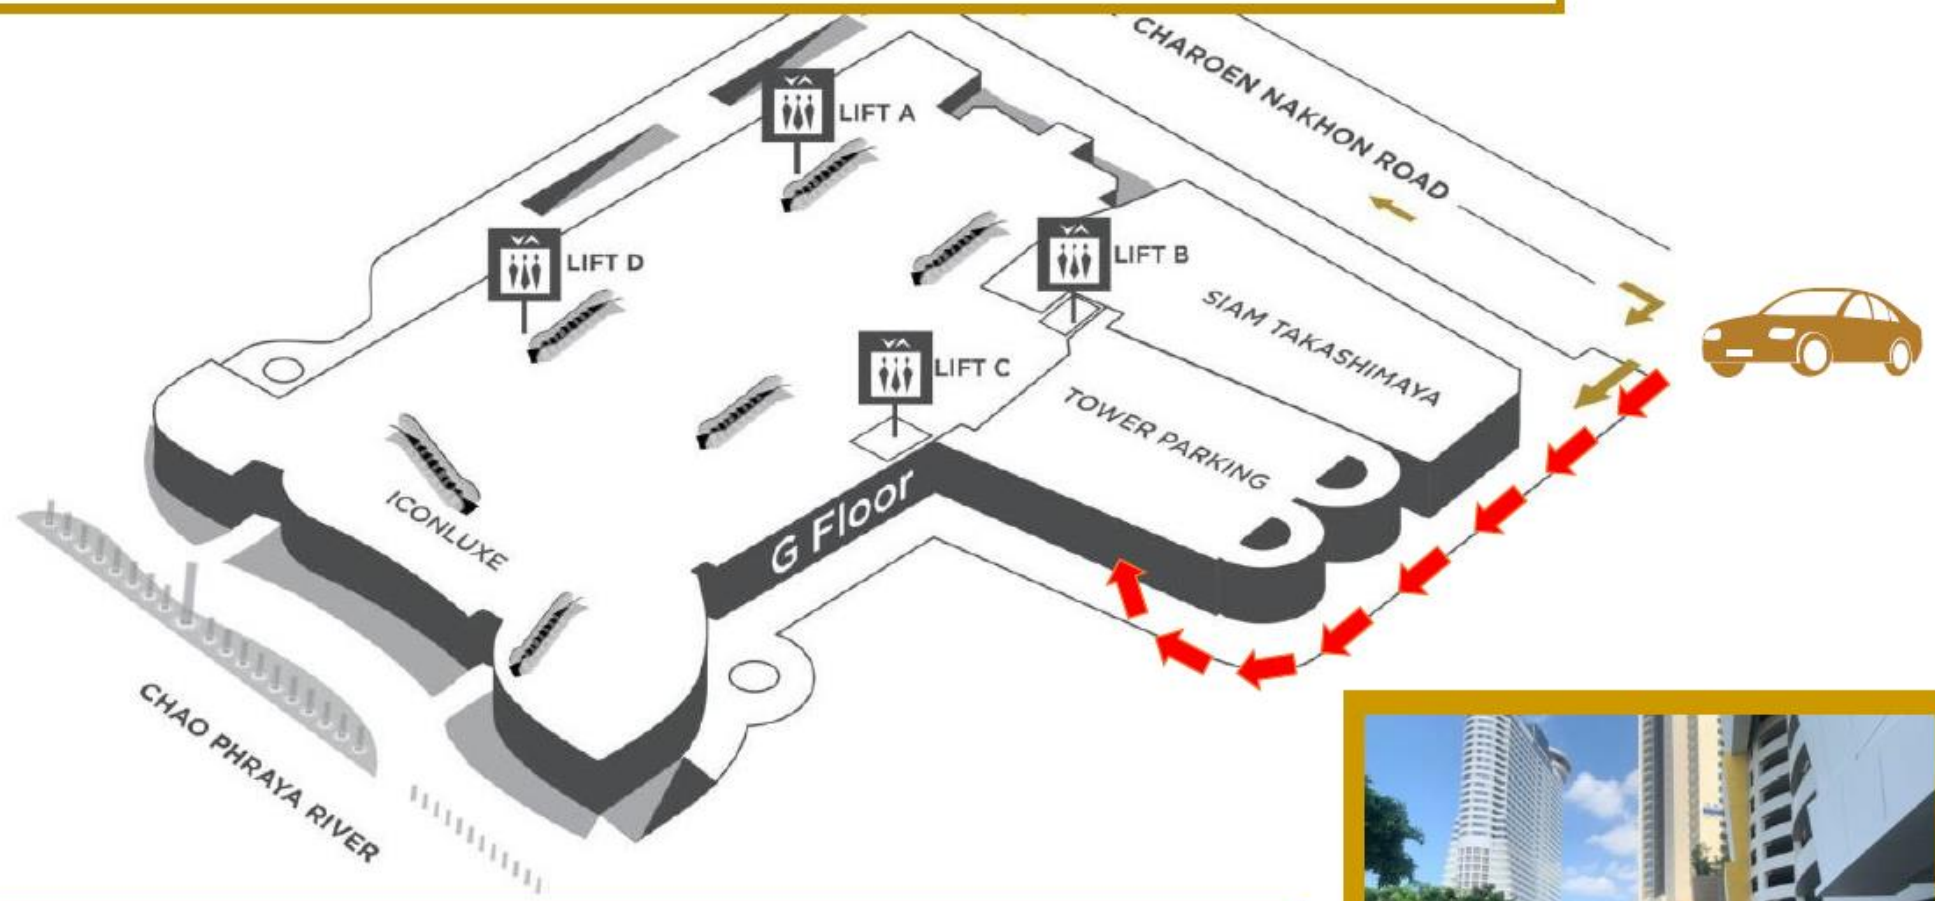 CHAROEN NAKHON ROAD
LIFT A
LIFT B
LIFT D
SIAM TAKASHIMAYA
LIFT C
TOWER PARKING
G Floor
ICONLUXE
CHAO PHRAYA RIVER